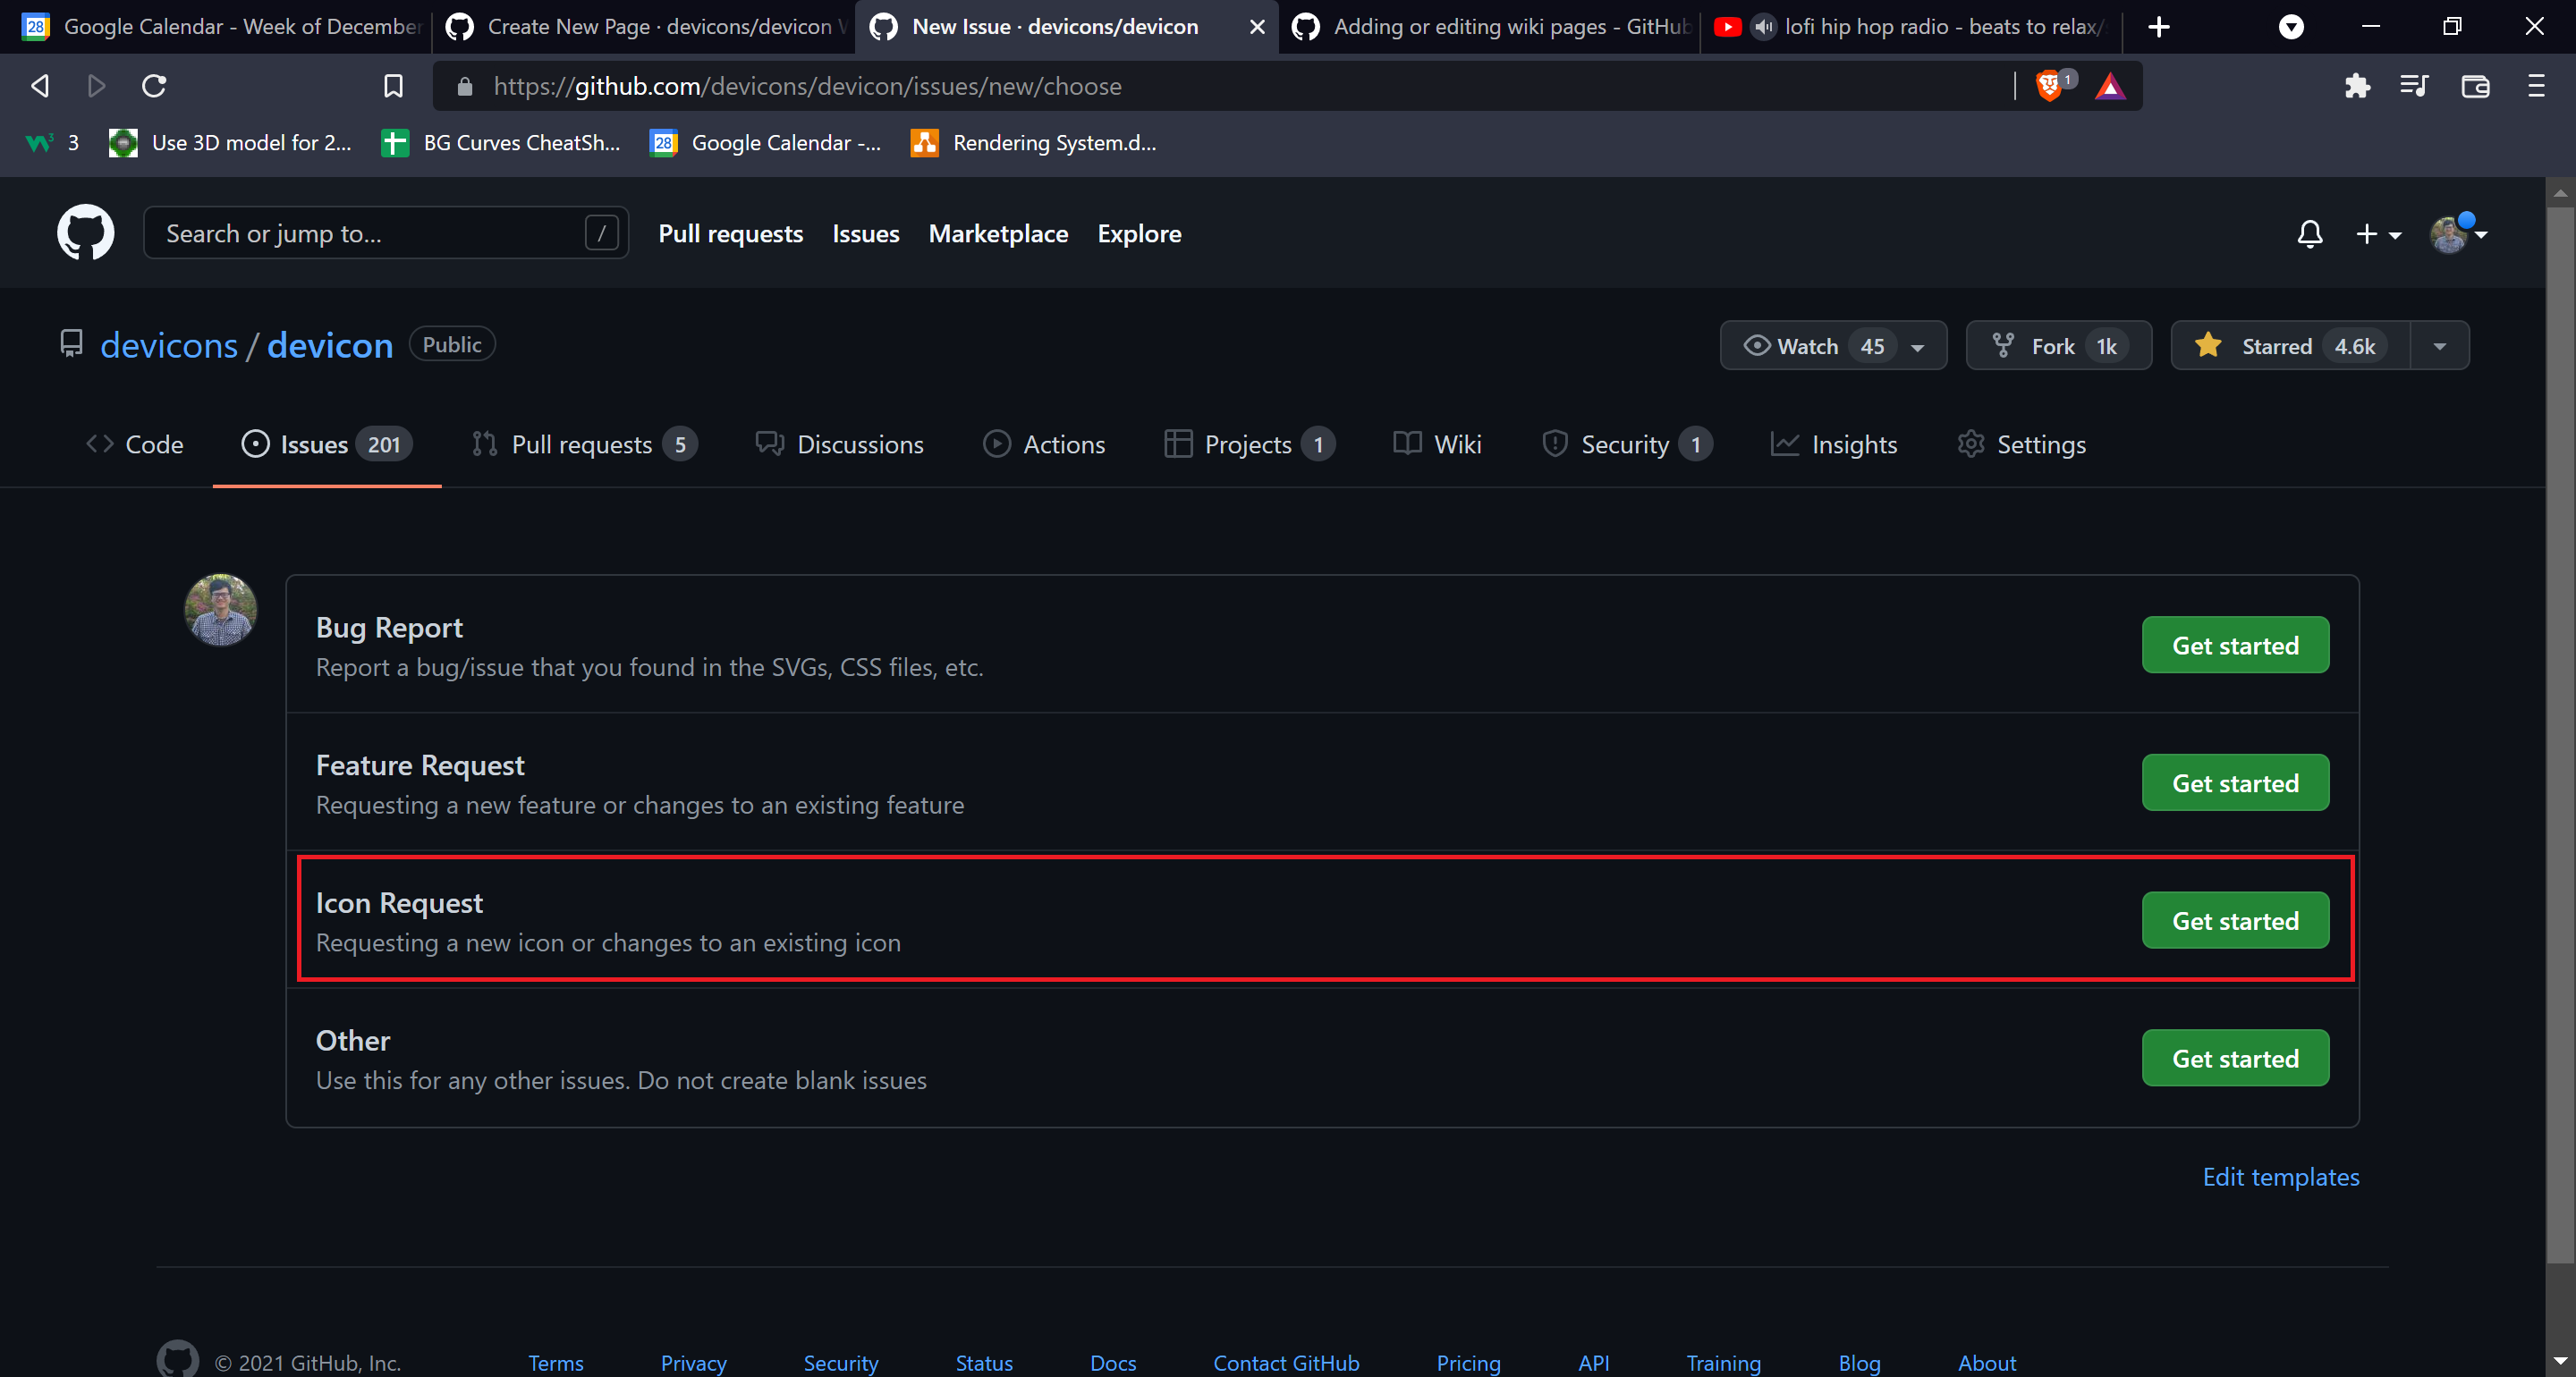 Google Calendar - Week of December
Create New Page · devicons/devicon W
New Issue · devicons/devicon
Adding or editing wiki pages - GitHub
lofi hip hop radio - beats to relax/s
https://github.com/devicons/devicon/issues/new/choose
1
3
Use 3D model for 2...
BG Curves CheatSh...
28
Google Calendar -...
Rendering System.d...
Search or jump to...
/
Pull requests
Issues
Marketplace
Explore
devicons / devicon
Public
Watch 45
Fork 1k
Starred 4.6k
Code
Issues 201
Pull requests 5
Discussions
Actions
Projects 1
Wiki
Security 1
Insights
Settings
Bug Report
Report a bug/issue that you found in the SVGs, CSS files, etc.
Get started
Feature Request
Requesting a new feature or changes to an existing feature
Get started
Icon Request
Requesting a new icon or changes to an existing icon
Get started
Other
Use this for any other issues. Do not create blank issues
Get started
Edit templates
© 2021 GitHub, Inc.
Terms
Privacy
Security
Status
Docs
Contact GitHub
Pricing
API
Training
Blog
About